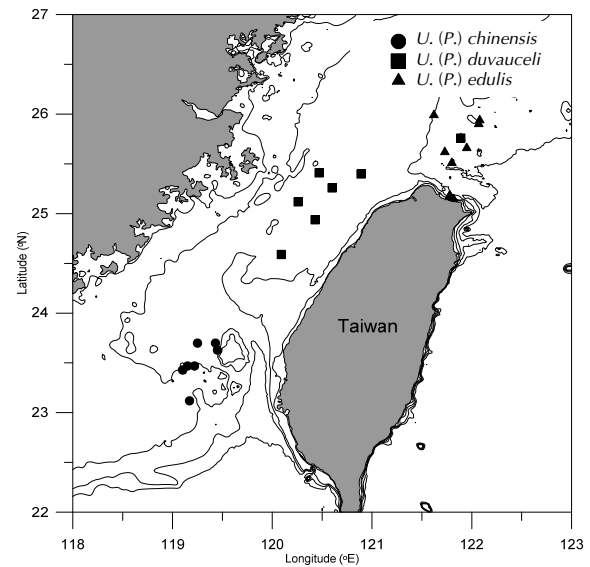 27
26
25
24
23
22
Latitude (ºN)
U. (P.) chinensis
U. (P.) duvauceli
U. (P.) edulis
Taiwan
118 119 120 121 122 123
Longitude (ºE)